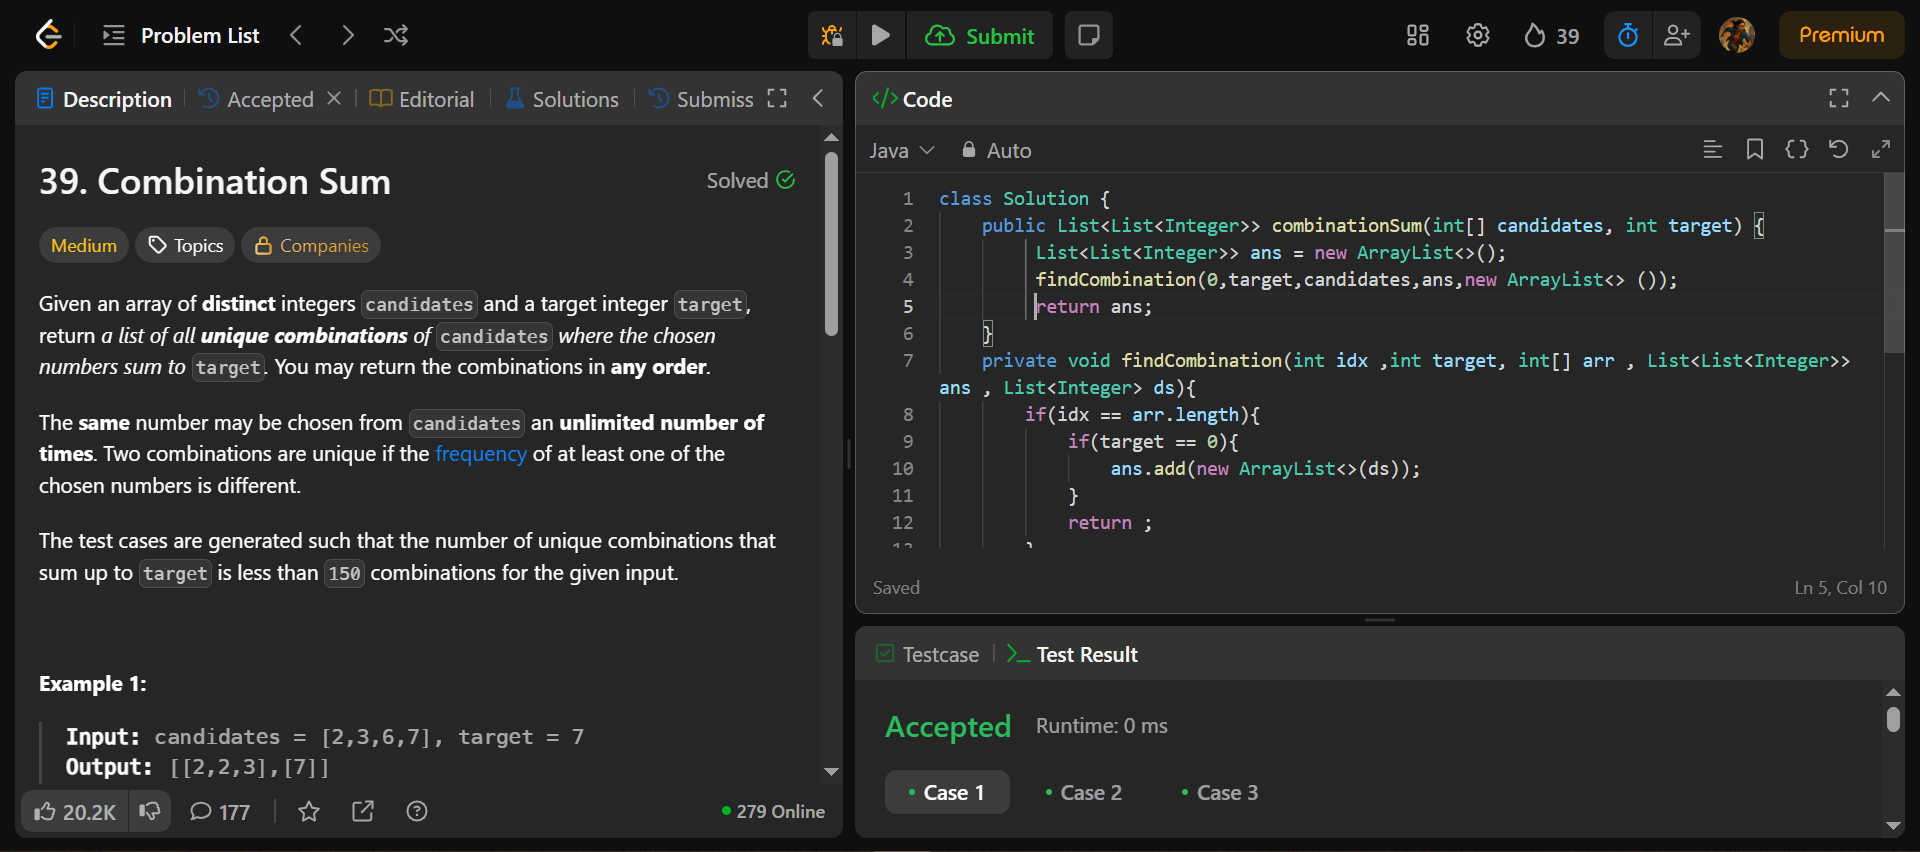 Problem List
Submit
39
Premium
Description
Accepted
Editorial
Solutions
Submiss
39. Combination Sum
Solved
Medium
Topics
Companies
Given an array of distinct integers candidates and a target integer target,
return a list of all unique combinations of candidates where the chosen
numbers sum to target. You may return the combinations in any order.
The same number may be chosen from candidates an unlimited number of
times. Two combinations are unique if the frequency of at least one of the
chosen numbers is different.
The test cases are generated such that the number of unique combinations that
sum up to target is less than 150 combinations for the given input.
Example 1:
Input: candidates = [2,3,6,7], target = 7
Output: [[2,2,3],[7]]
20.2K
177
279 Online
</> Code
Java
Auto
1 class Solution {
2 public List<List<Integer>> combinationSum(int[] candidates, int target) {
3 List<List<Integer>> ans = new ArrayList<>();
4 findCombination(0,target,candidates,ans,new ArrayList<> ());
5 return ans;
6 }
7 private void findCombination(int idx ,int target, int[] arr , List<List<Integer>>
ans , List<Integer> ds){
8 if(idx == arr.length){
9 if(target == 0){
10 ans.add(new ArrayList<>(ds));
11 }
12 return ;
Saved
Ln 5, Col 10
Testcase
Test Result
Accepted
Runtime: 0 ms
Case 1
Case 2
Case 3